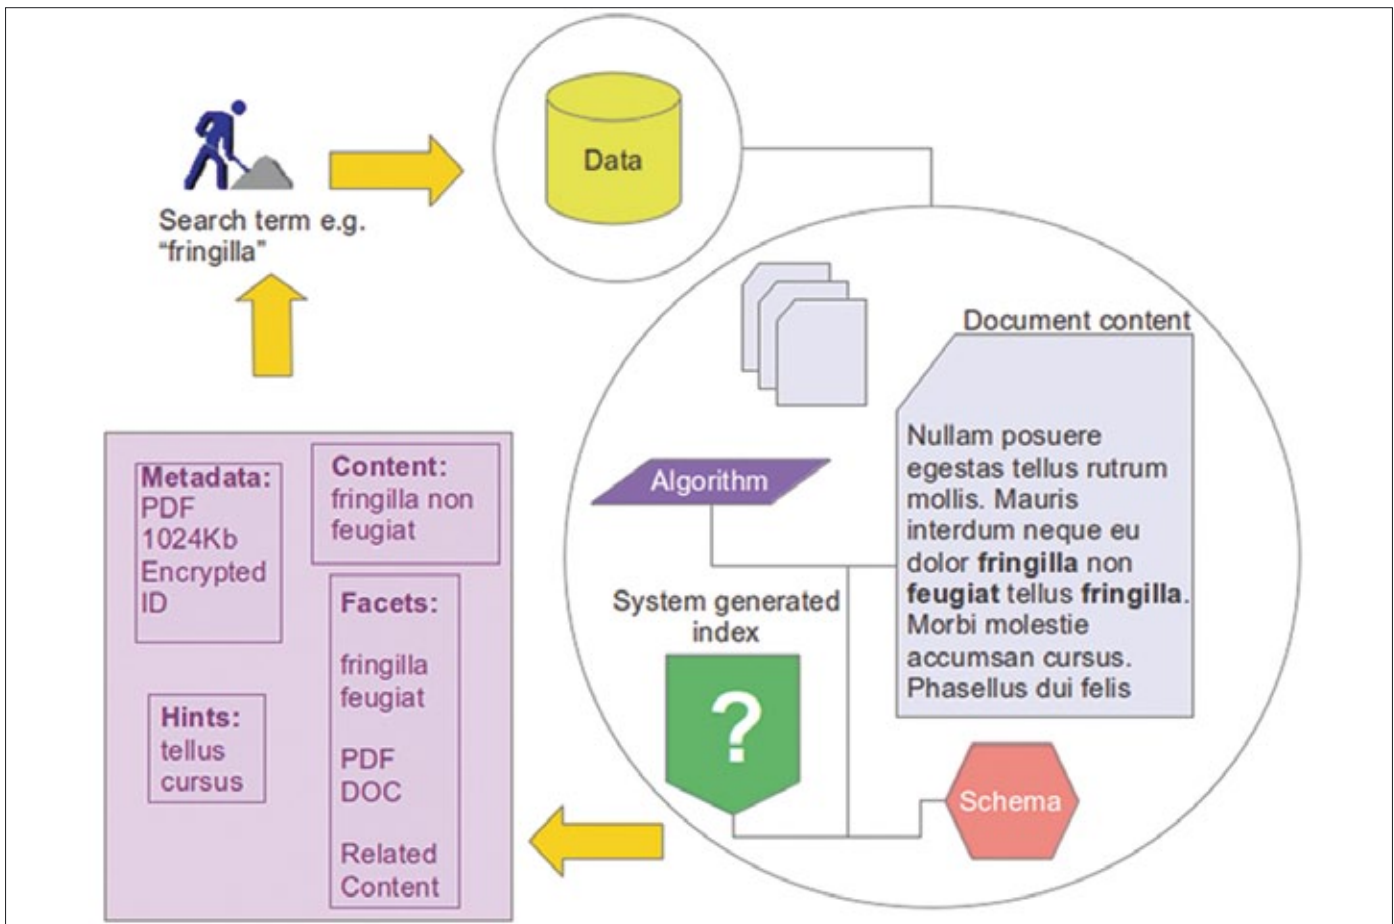 Data
Search term e.g.
“fringilla”
Document content
Nullam posuere
egestas tellus rutrum
mollis. Mauris
interdum neque eu
dolor fringilla non
feugiat tellus fringilla.
Morbi molestie
accumsan cursus.
Phasellus dui felis
Algorithm
System generated
index
?
Schema
Metadata:
PDF
1024Kb
Encrypted
ID
Content:
fringilla non
feugiat
Facets:
fringilla
feugiat
PDF
DOC
Related
Content
Hints:
tellus
cursus